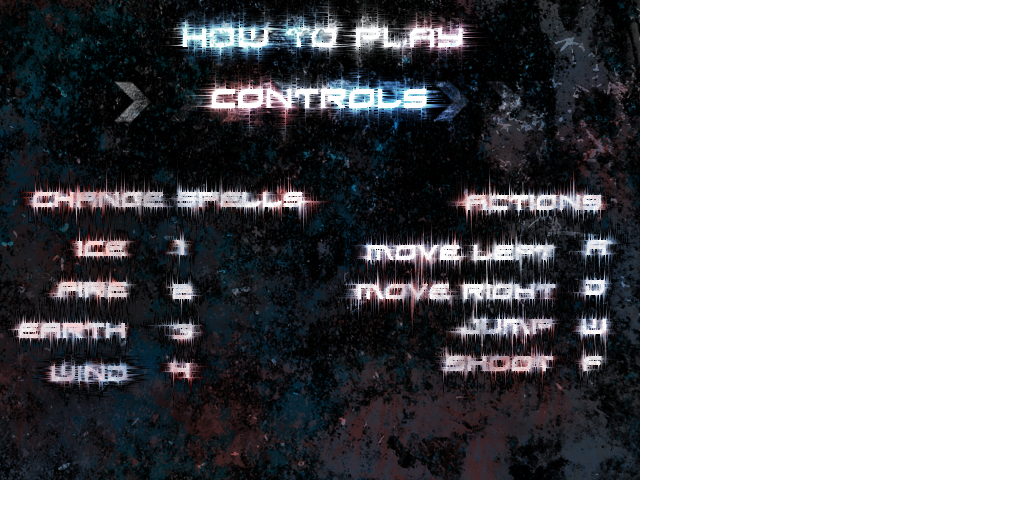 HOW TO PLAY
CONTROLS
CHANGE SPELLS
ICE 1
FIRE 2
EARTH 3
WIND 4
ACTIONS
MOVE LEFT A
MOVE RIGHT D
JUMP W
SHOOT F